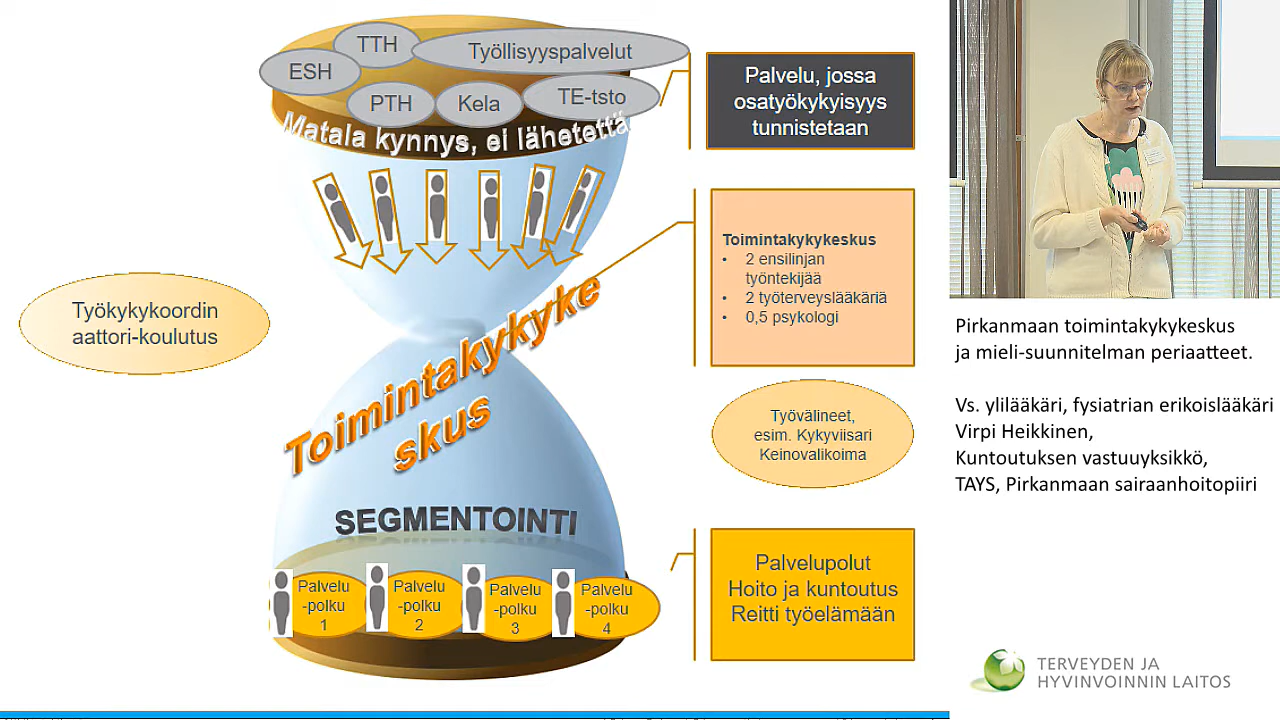 TTH
Työllisyyspalvelut
ESH
PTH
Kela
TE-tsto
Matala kynnys, ei lähetettä
Palvelu, jossa
osatyökykyisyys
tunnistetaan
Toimintakykykeskus
• 2 ensilinjan
työntekijää
• 2 työterveyslääkäriä
• 0,5 psykologi
Työkykykoordin
aattori-koulutus
Toimintakykyke
skus
Työvälineet,
esim. Kykyviisari
Keinovalikoima
SEGMENTOINTI
Palvelu
-polku
1
Palvelu
-polku
2
Palvelu
-polku
3
Palvelu
-polku
4
Palvelupolut
Hoito ja kuntoutus
Reitti työelämään
Pirkanmaan toimintakykykeskus
ja mieli-suunnitelman periaatteet.
Vs. ylilääkäri, fysiatrian erikoislääkäri
Virpi Heikkinen,
Kuntoutuksen vastuuyksikkö,
TAYS, Pirkanmaan sairaanhoitopiiri
TERVEYDEN JA
HYVINVOINNIN LAITOS